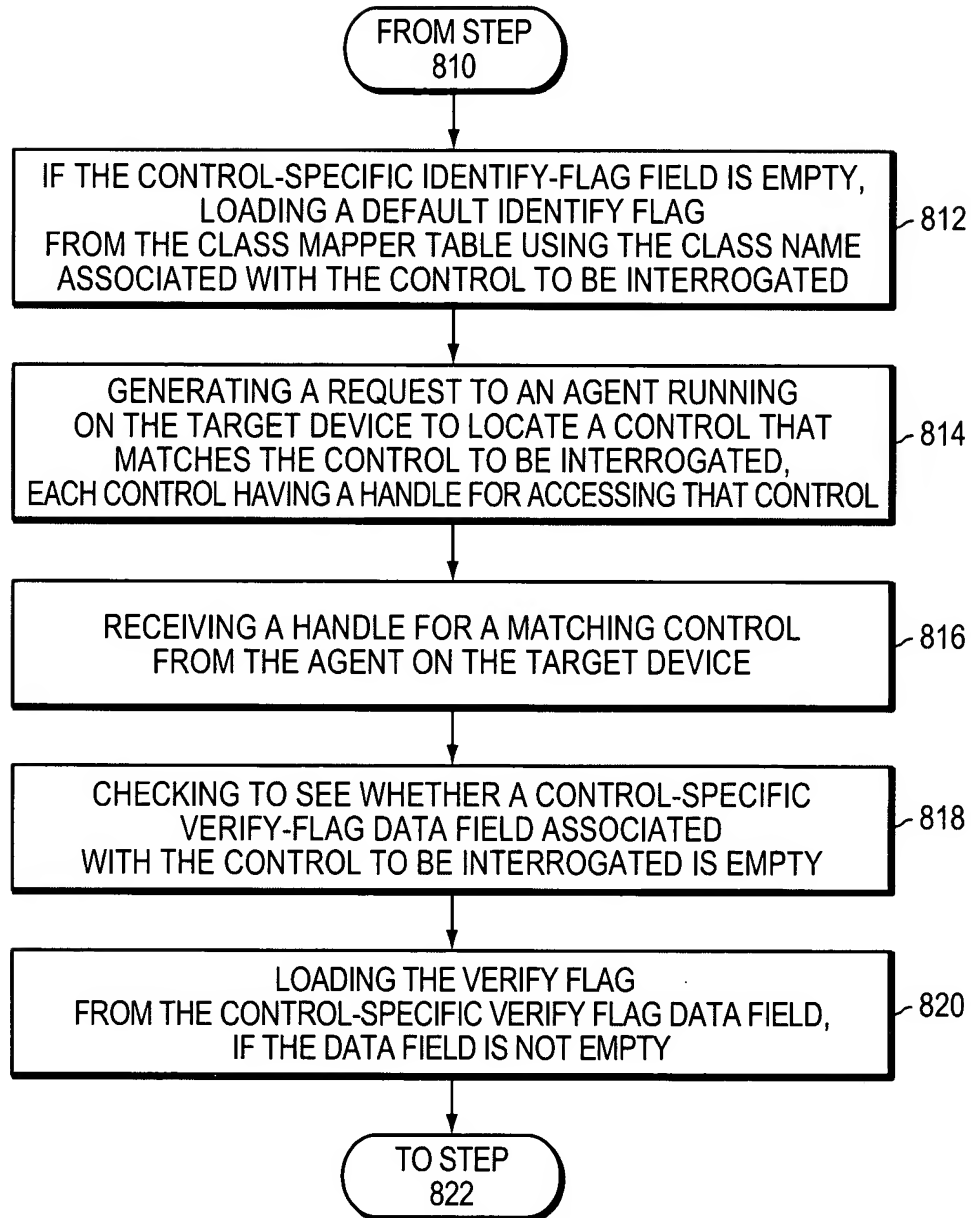 FROM STEP
810
IF THE CONTROL-SPECIFIC IDENTIFY-FLAG FIELD IS EMPTY,
LOADING A DEFAULT IDENTIFY FLAG
FROM THE CLASS MAPPER TABLE USING THE CLASS NAME
ASSOCIATED WITH THE CONTROL TO BE INTERROGATED
812
GENERATING A REQUEST TO AN AGENT RUNNING
ON THE TARGET DEVICE TO LOCATE A CONTROL THAT
MATCHES THE CONTROL TO BE INTERROGATED,
EACH CONTROL HAVING A HANDLE FOR ACCESSING THAT CONTROL
814
RECEIVING A HANDLE FOR A MATCHING CONTROL
FROM THE AGENT ON THE TARGET DEVICE
816
CHECKING TO SEE WHETHER A CONTROL-SPECIFIC
VERIFY-FLAG DATA FIELD ASSOCIATED
WITH THE CONTROL TO BE INTERROGATED IS EMPTY
818
LOADING THE VERIFY FLAG
FROM THE CONTROL-SPECIFIC VERIFY FLAG DATA FIELD,
IF THE DATA FIELD IS NOT EMPTY
820
TO STEP
822